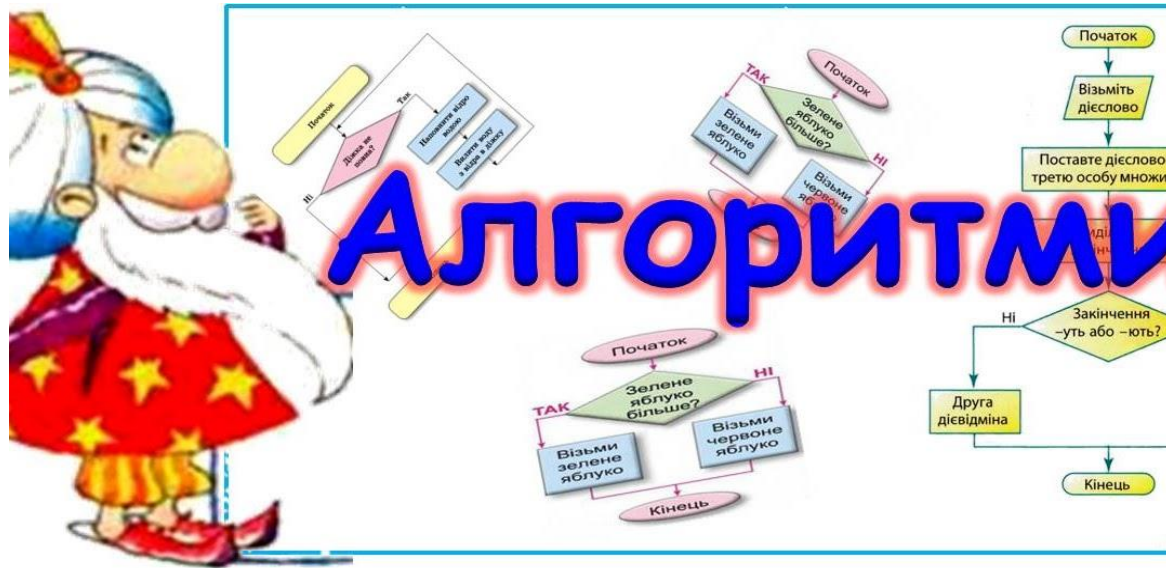 Початок
Діжка не
повна?
Так
Наповнити відро
водою
Вилити воду
з відра в діжку
Ні
Початок
ТАК
Зелене
яблуко
більше?
НІ
Візьми
зелене
яблуко
Візьми
червоне
яблуко
Алгоритми
Початок
Зелене
яблуко
більше?
ТАК
НІ
Візьми
зелене
яблуко
Візьми
червоне
яблуко
Кінець
Початок
Візьміть
дієслово
Поставте дієслово
третю особу множи
Закінчення
–уть або –ють?
Ні
Друга
дієвідміна
Кінець